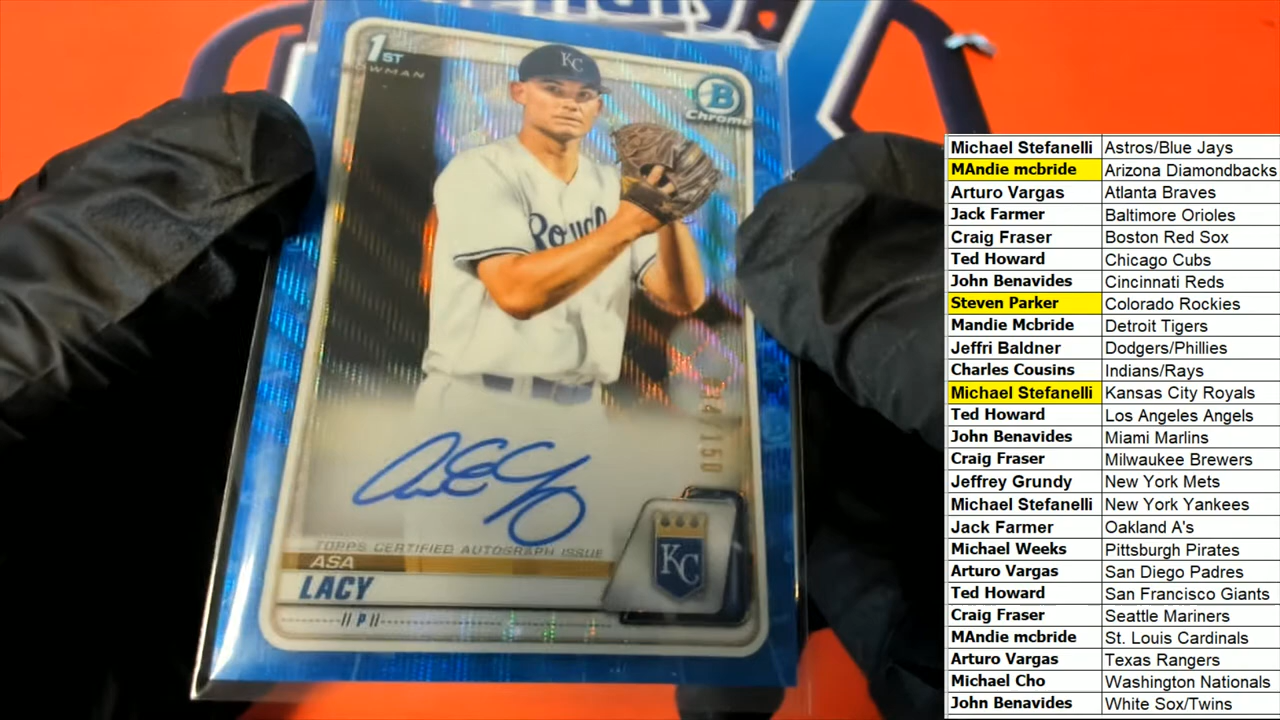 1ST
BOWMAN
B
Chrome
KC
Royals
/150
TOPPS CERTIFIED AUTOGRAPH ISSUE
ASA
LACY
KC
// P //
Michael Stefanelli Astros/Blue Jays
MAndie mcbride Arizona Diamondbacks
Arturo Vargas Atlanta Braves
Jack Farmer Baltimore Orioles
Craig Fraser Boston Red Sox
Ted Howard Chicago Cubs
John Benavides Cincinnati Reds
Steven Parker Colorado Rockies
Mandie Mcbride Detroit Tigers
Jeffri Baldner Dodgers/Phillies
Charles Cousins Indians/Rays
Michael Stefanelli Kansas City Royals
Ted Howard Los Angeles Angels
John Benavides Miami Marlins
Craig Fraser Milwaukee Brewers
Jeffrey Grundy New York Mets
Michael Stefanelli New York Yankees
Jack Farmer Oakland A's
Michael Weeks Pittsburgh Pirates
Arturo Vargas San Diego Padres
Ted Howard San Francisco Giants
Craig Fraser Seattle Mariners
MAndie mcbride St. Louis Cardinals
Arturo Vargas Texas Rangers
Michael Cho Washington Nationals
John Benavides White Sox/Twins